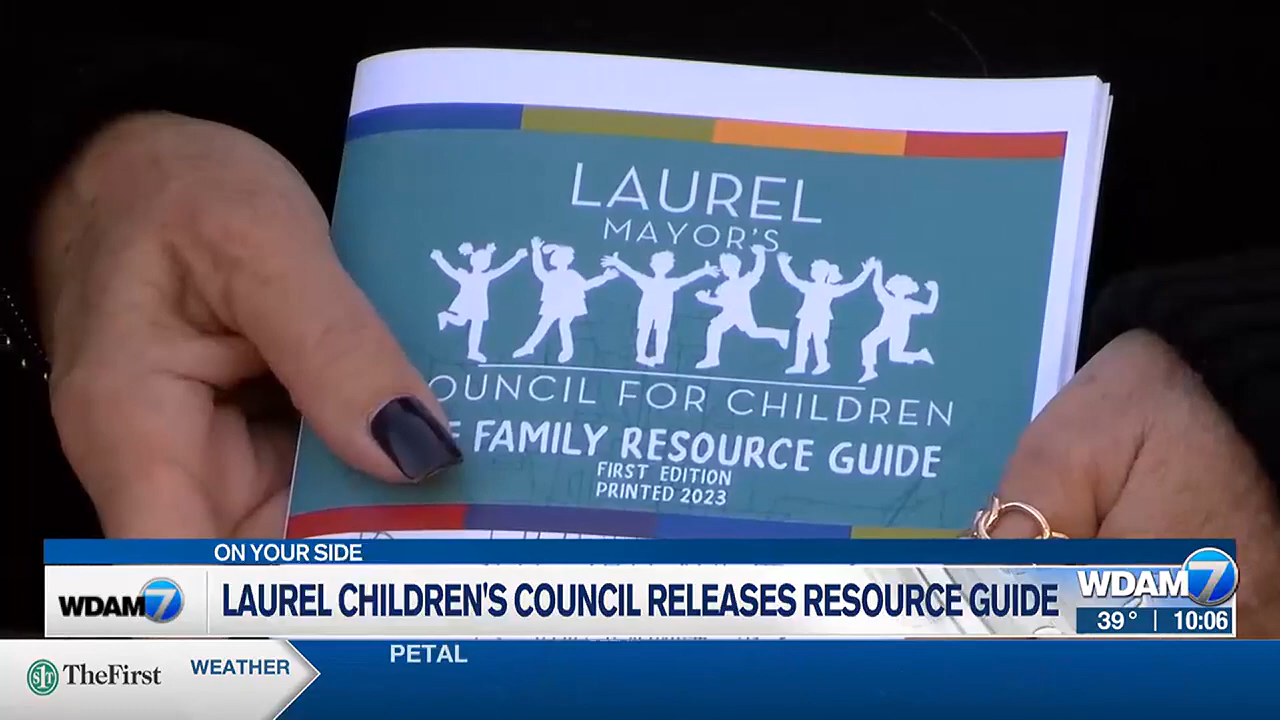 LAUREL
MAYOR'S
OUNCIL FOR CHILDREN
FAMILY RESOURCE GUIDE
FIRST EDITION
PRINTED 2023
ON YOUR SIDE
WDAM 7
LAUREL CHILDREN'S COUNCIL RELEASES RESOURCE GUIDE
WDAM 7
39° | 10:06
TheFirst
WEATHER
PETAL